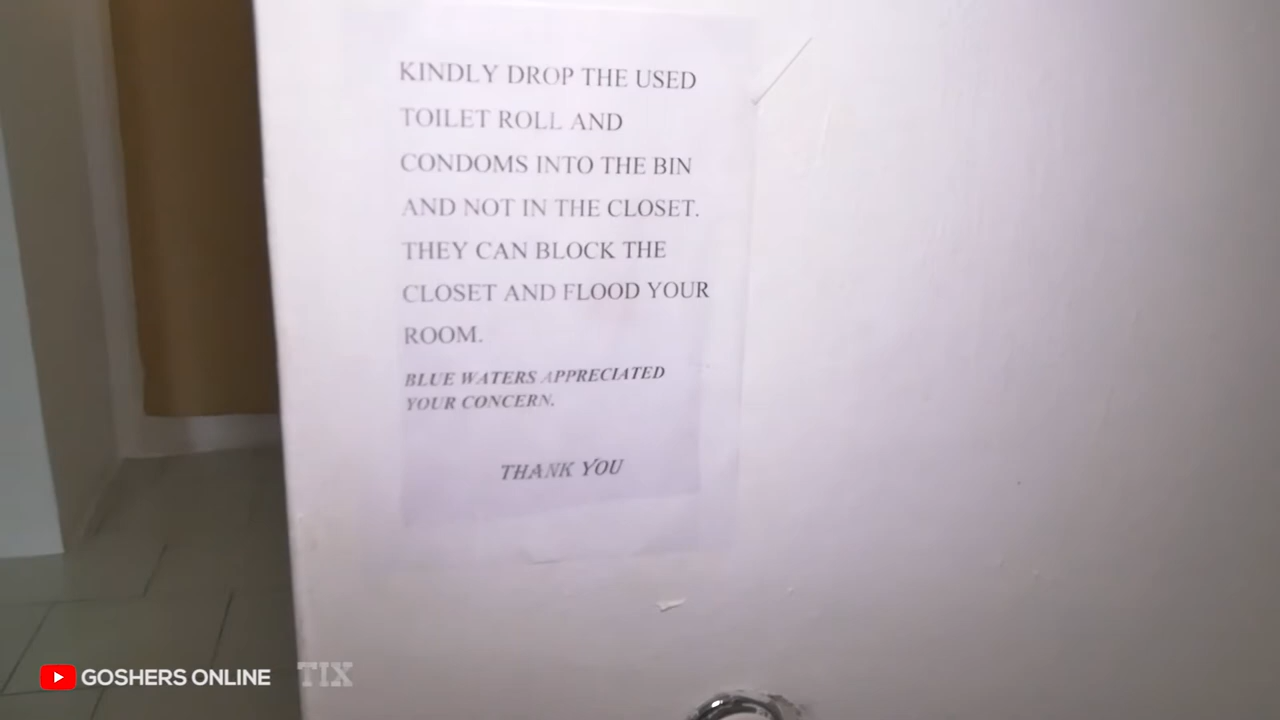 KINDLY DROP THE USED
TOILET ROLL AND
CONDOMS INTO THE BIN
AND NOT IN THE CLOSET.
THEY CAN BLOCK THE
CLOSET AND FLOOD YOUR
ROOM.
BLUE WATERS APPRECIATED
YOUR CONCERN.
THANK YOU
GOSHERS ONLINE
TIX